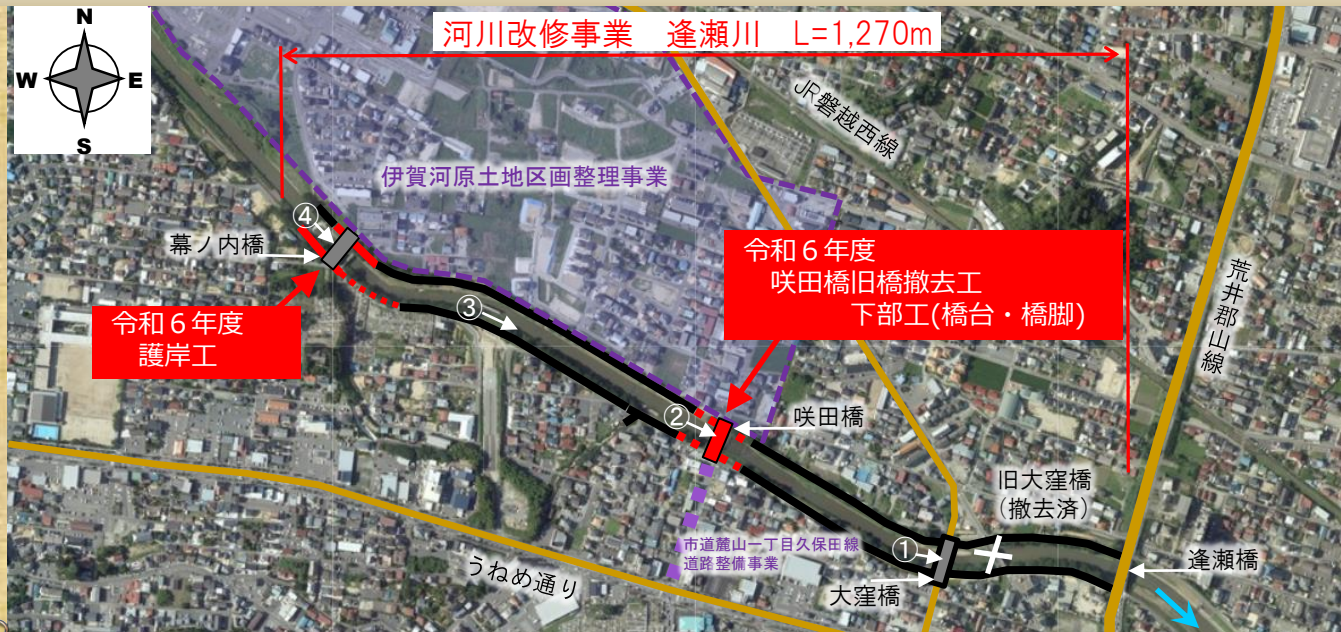 N
W
E
S
河川改修事業　逢瀬川　L=1,270m
JR磐越西線
伊賀河原土地区画整理事業
④
幕ノ内橋
令和６年度
護岸工
③
令和６年度
咲田橋旧橋撤去工
下部工(橋台・橋脚)
荒井郡山線
②
咲田橋
旧大窪橋
(撤去済)
市道麓山一丁目久保田線
道路整備事業
①
大窪橋
逢瀬橋
うねめ通り